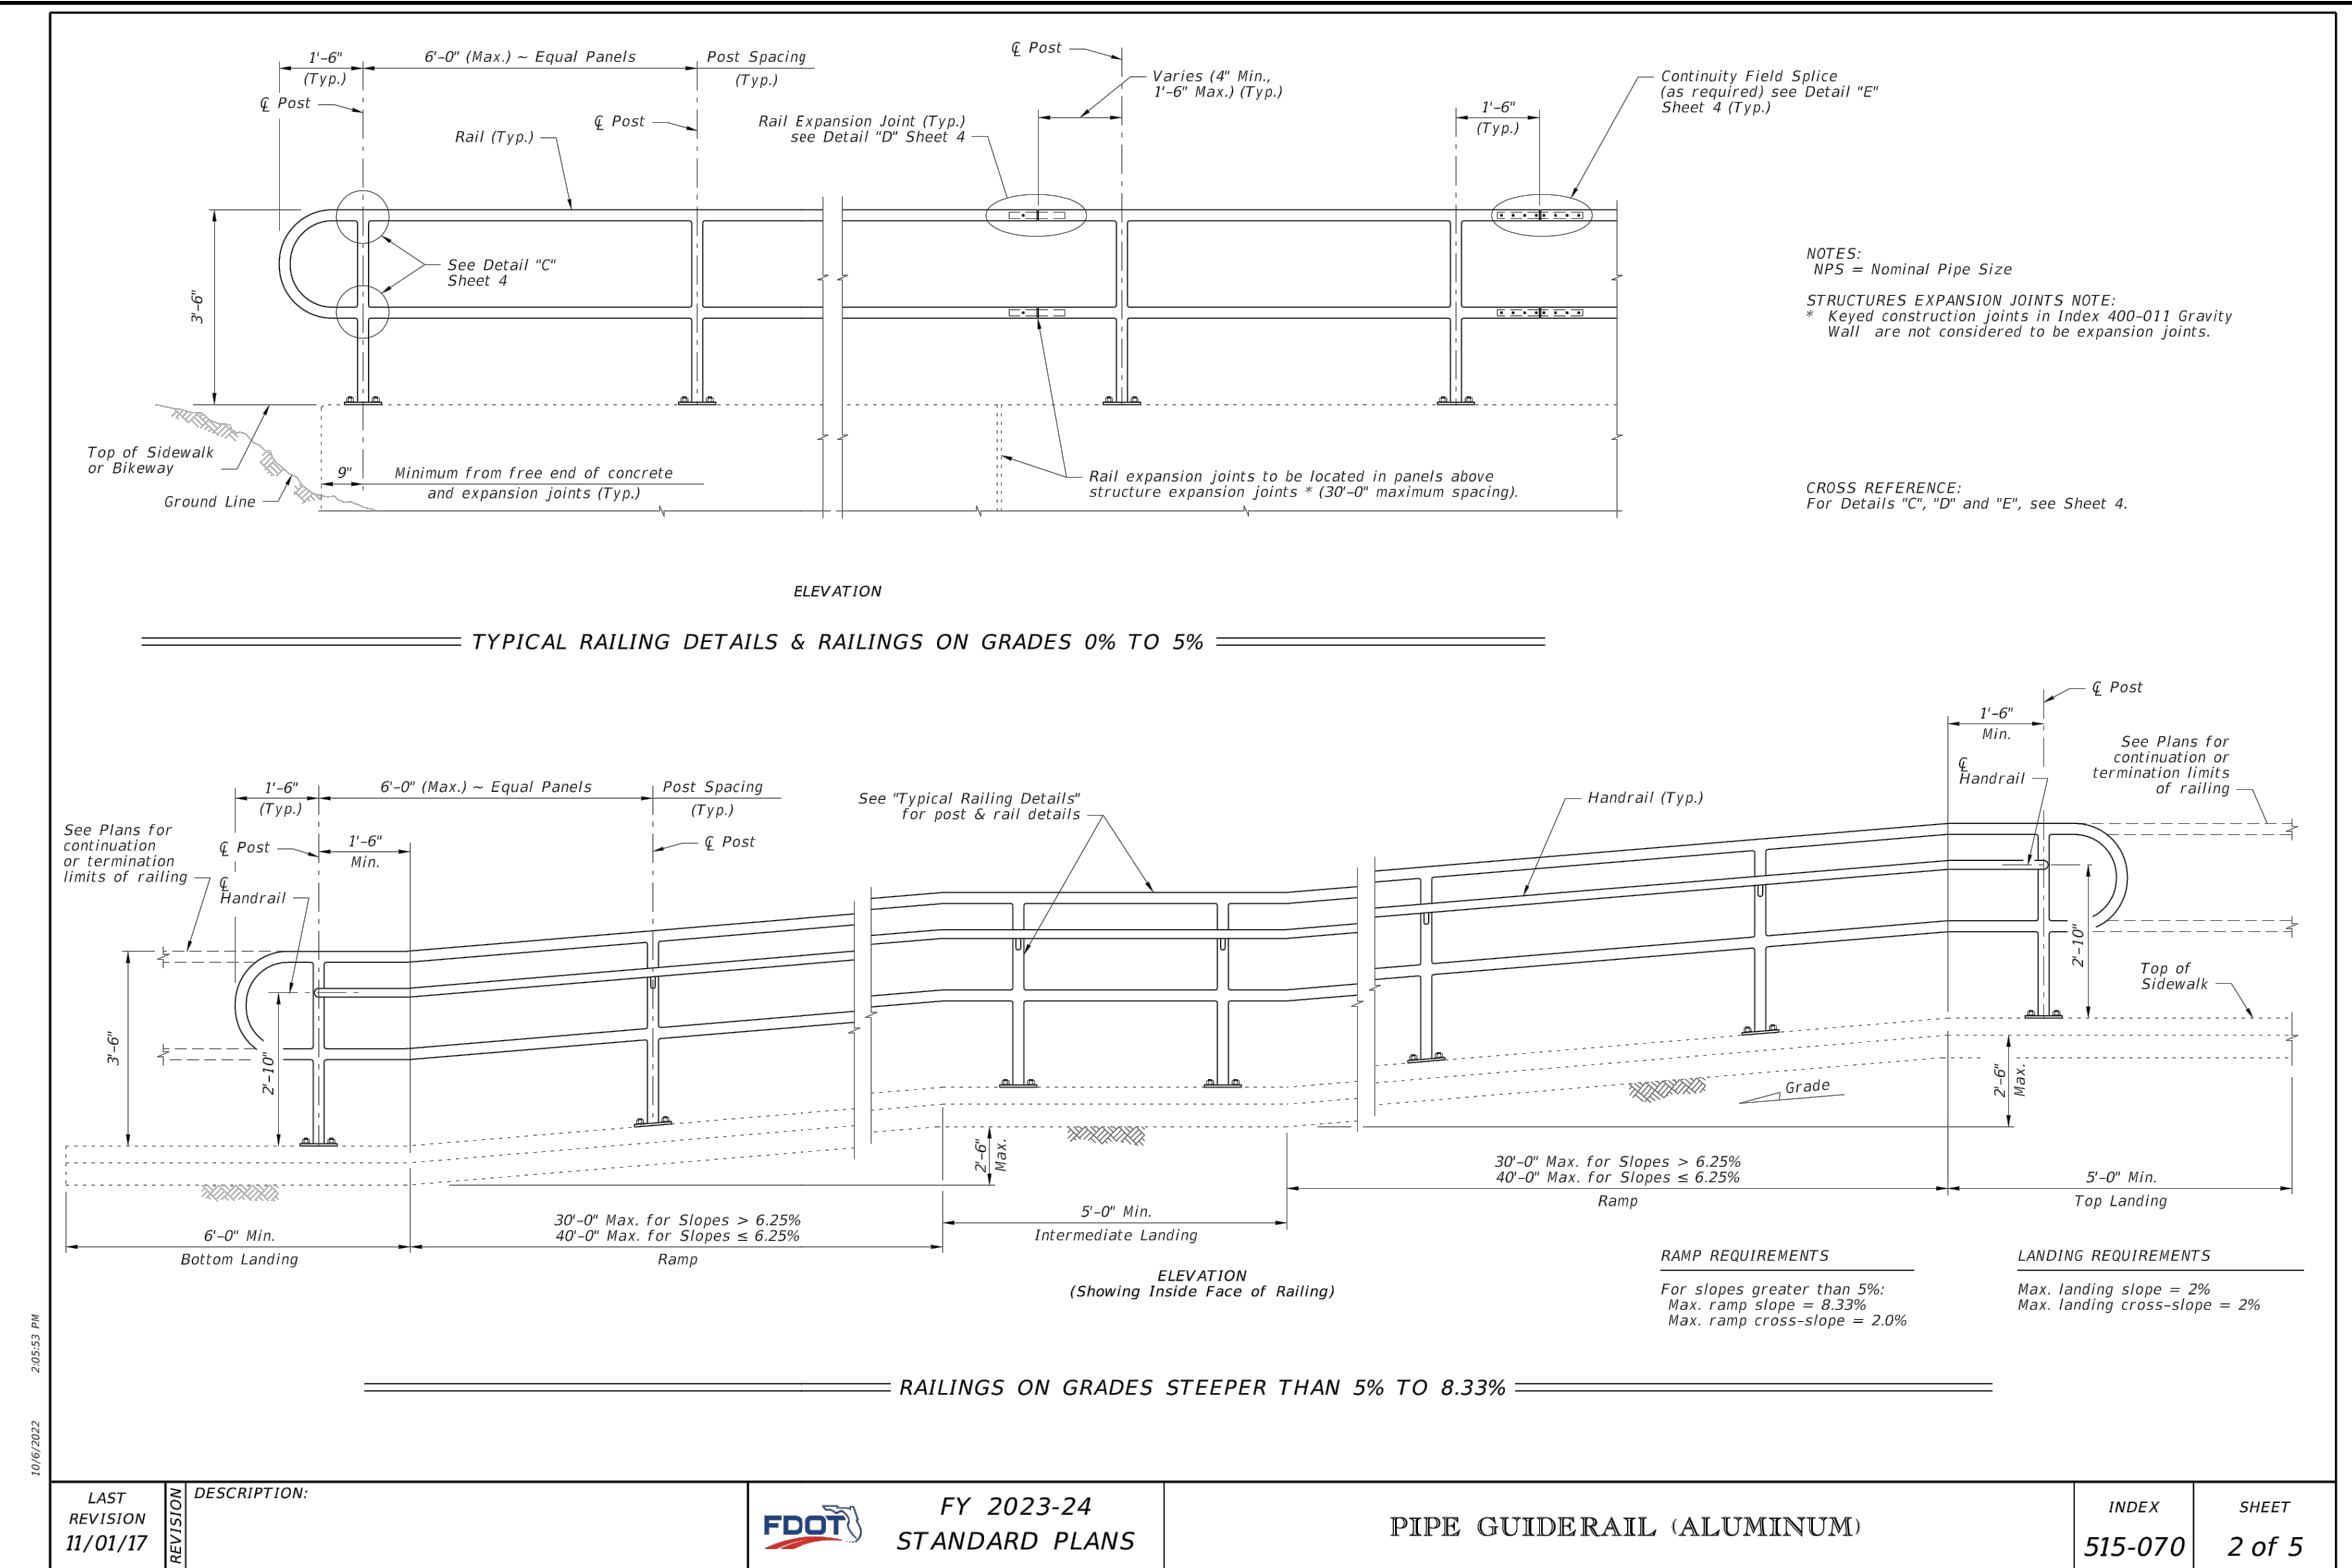 1'-6"
(Typ.)
6'-0" (Max.) ~ Equal Panels
Post Spacing
(Typ.)
℄ Post
℄ Post
Rail (Typ.)
℄ Post
Varies (4" Min.,
1'-6" Max.) (Typ.)
Rail Expansion Joint (Typ.)
see Detail "D" Sheet 4
1'-6"
(Typ.)
Continuity Field Splice
(as required) see Detail "E"
Sheet 4 (Typ.)
See Detail "C"
Sheet 4
3'-6"
NOTES:
NPS = Nominal Pipe Size
STRUCTURES EXPANSION JOINTS NOTE:
* Keyed construction joints in Index 400-011 Gravity
Wall are not considered to be expansion joints.
Top of Sidewalk
or Bikeway
Ground Line
9"
Minimum from free end of concrete
and expansion joints (Typ.)
Rail expansion joints to be located in panels above
structure expansion joints * (30'-0" maximum spacing).
CROSS REFERENCE:
For Details "C", "D" and "E", see Sheet 4.
ELEVATION
TYPICAL RAILING DETAILS & RAILINGS ON GRADES 0% TO 5%
℄ Post
1'-6"
Min.
℄
Handrail
See Plans for
continuation or
termination limits
of railing
1'-6"
(Typ.)
6'-0" (Max.) ~ Equal Panels
Post Spacing
(Typ.)
See "Typical Railing Details"
for post & rail details
Handrail (Typ.)
See Plans for
continuation
or termination
limits of railing
℄ Post
1'-6"
Min.
℄ Post
℄
Handrail
3'-6"
2'-10"
2'-10"
Top of
Sidewalk
Grade
2'-6"
Max.
2'-6"
Max.
6'-0" Min.
Bottom Landing
30'-0" Max. for Slopes > 6.25%
40'-0" Max. for Slopes ≤ 6.25%
Ramp
5'-0" Min.
Intermediate Landing
30'-0" Max. for Slopes > 6.25%
40'-0" Max. for Slopes ≤ 6.25%
Ramp
5'-0" Min.
Top Landing
ELEVATION
(Showing Inside Face of Railing)
RAMP REQUIREMENTS
For slopes greater than 5%:
Max. ramp slope = 8.33%
Max. ramp cross-slope = 2.0%
LANDING REQUIREMENTS
Max. landing slope = 2%
Max. landing cross-slope = 2%
RAILINGS ON GRADES STEEPER THAN 5% TO 8.33%
2:05:53 PM
10/6/2022
LAST
REVISION
11/01/17
REVISION
DESCRIPTION:
FDOT
FY 2023-24
STANDARD PLANS
PIPE GUIDERAIL (ALUMINUM)
INDEX
515-070
SHEET
2 of 5